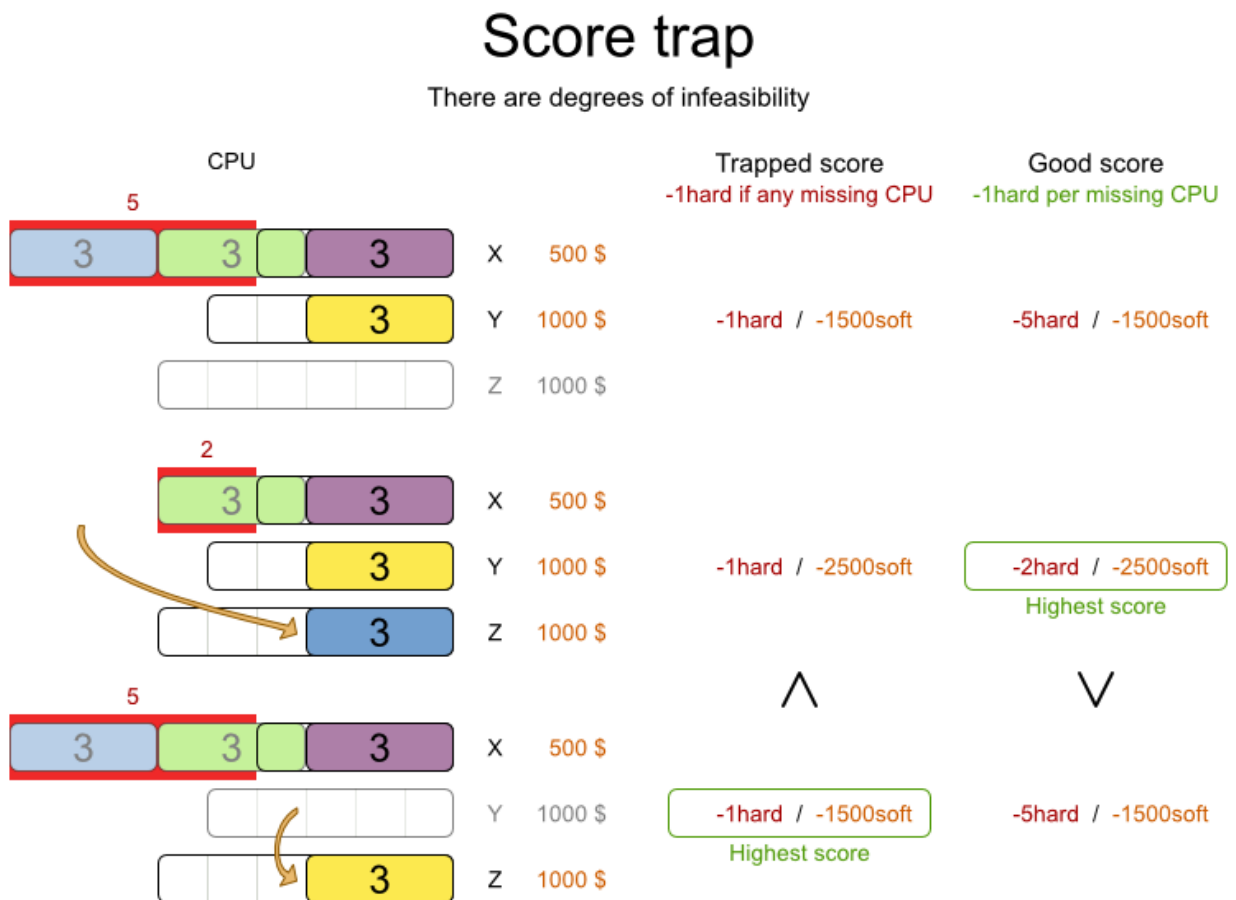 Score trap
There are degrees of infeasibility
CPU
Trapped score
Good score
-1hard if any missing CPU
-1hard per missing CPU
5
3 3 3 X 500 $
3 Y 1000 $ -1hard / -1500soft -5hard / -1500soft
Z 1000 $
2
3 3 X 500 $
3 Y 1000 $ -1hard / -2500soft -2hard / -2500soft
Highest score
3 Z 1000 $
5
3 3 3 X 500 $
Y 1000 $ -1hard / -1500soft -5hard / -1500soft
Highest score
3 Z 1000 $